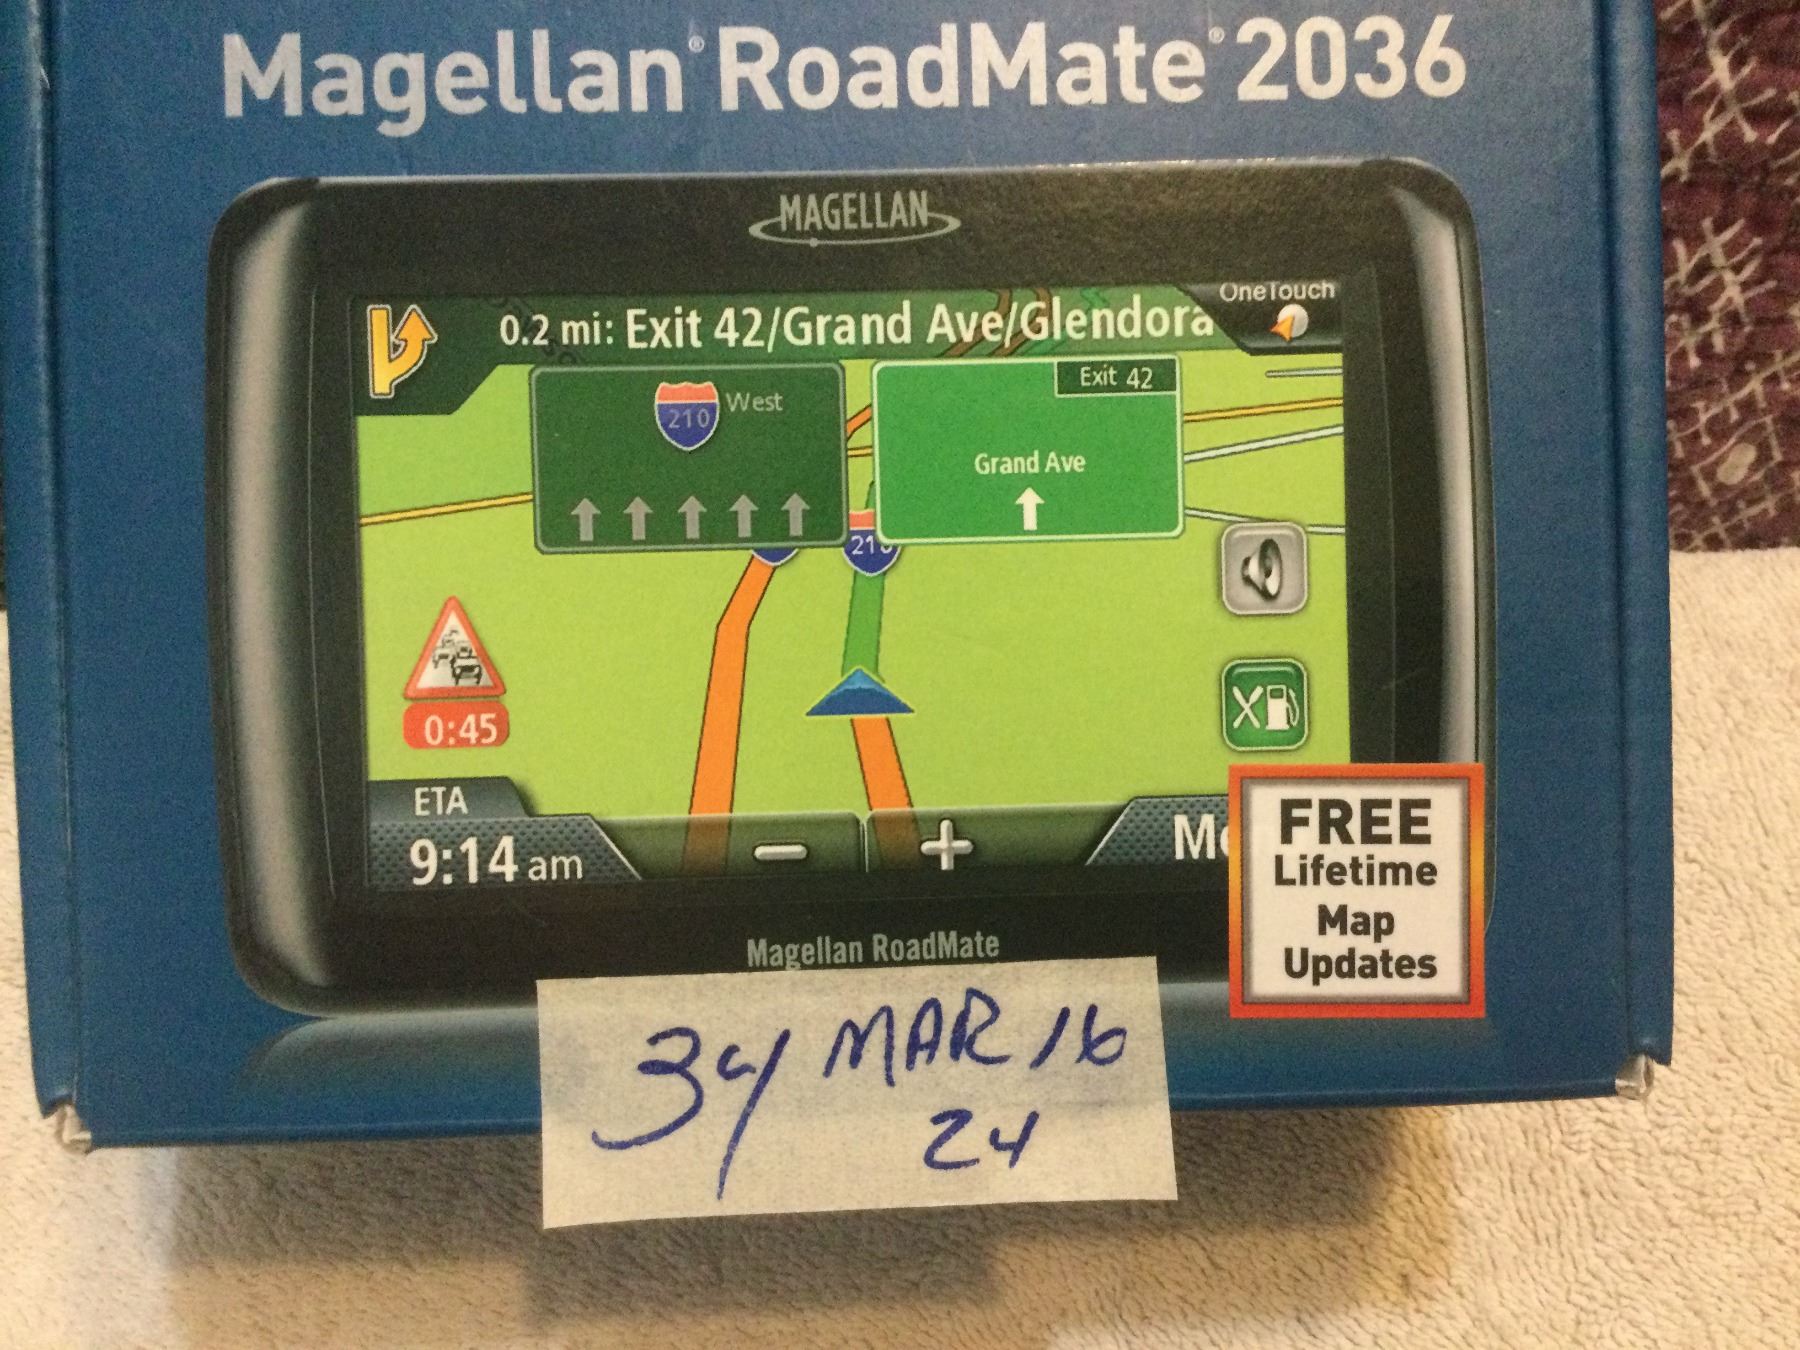 Magellan® RoadMate® 2036
MAGELLAN
OneTouch
0.2 mi: Exit 42/Grand Ave/Glendora
Exit 42
210 West
Grand Ave
210
0:45
ETA
9:14 am
− +
FREE
Lifetime
Map
Updates
Magellan RoadMate
MAR 16
24